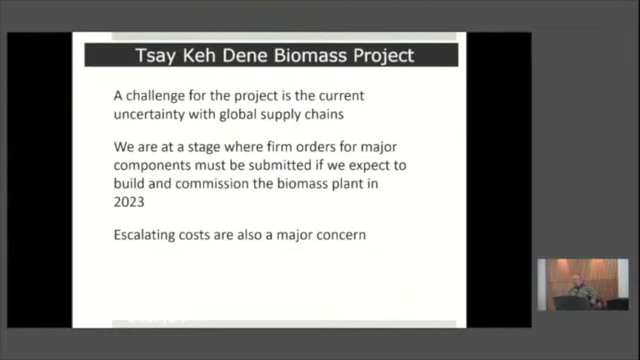 Tsay Keh Dene Biomass Project
A challenge for the project is the current
uncertainty with global supply chains
We are at a stage where firm orders for major
components must be submitted if we expect to
build and commission the biomass plant in
2023
Escalating costs are also a major concern